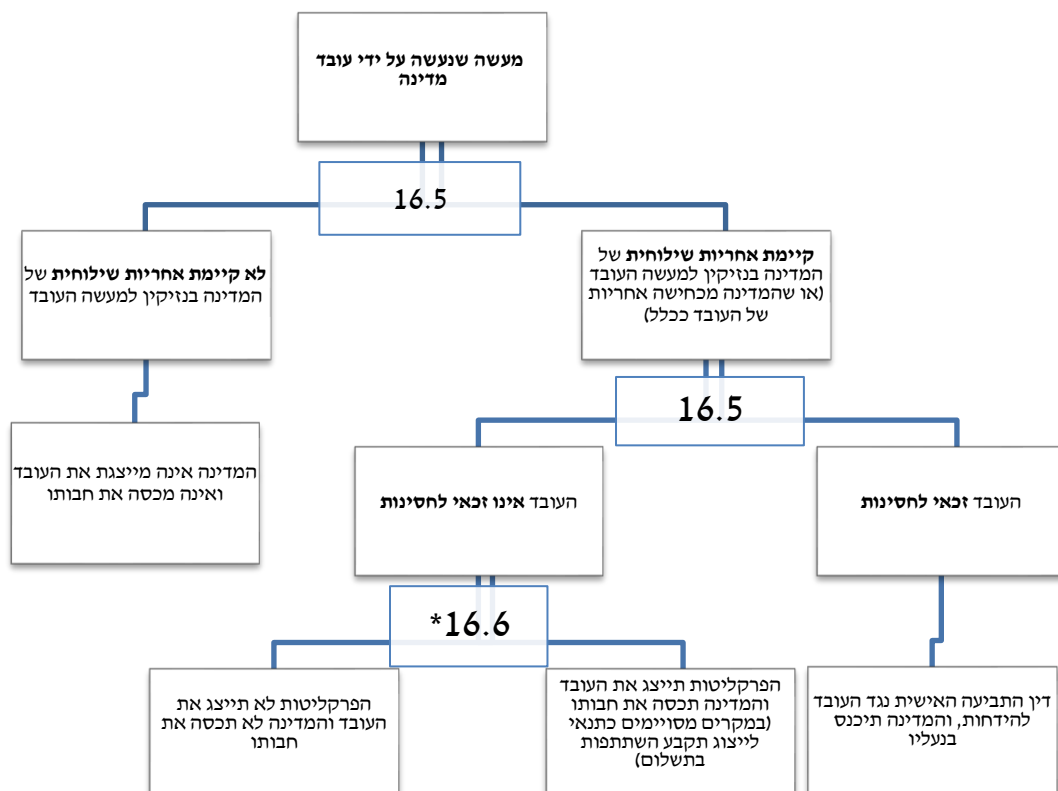 מעשה שנעשה על ידי עובד
מדינה
16.5
קיימת אחריות שילוחית של
המדינה בנזיקין למעשה העובד
(או שהמדינה מכחישה אחריות
של העובד ככלל)
לא קיימת אחריות שילוחית של
המדינה בנזיקין למעשה העובד
16.5
המדינה אינה מייצגת את העובד
ואינה מכסה את חבותו
העובד זכאי לחסינות
העובד אינו זכאי לחסינות
*16.6
דין התביעה האישית נגד העובד
להידחות, והמדינה תיכנס
בנעליו
הפרקליטות תייצג את העובד
והמדינה תכסה את חבותו
(במקרים מסויימים כתנאי
לייצוג תקבע השתתפות
בתשלום)
הפרקליטות לא תייצג את
העובד והמדינה לא תכסה את
חבותו